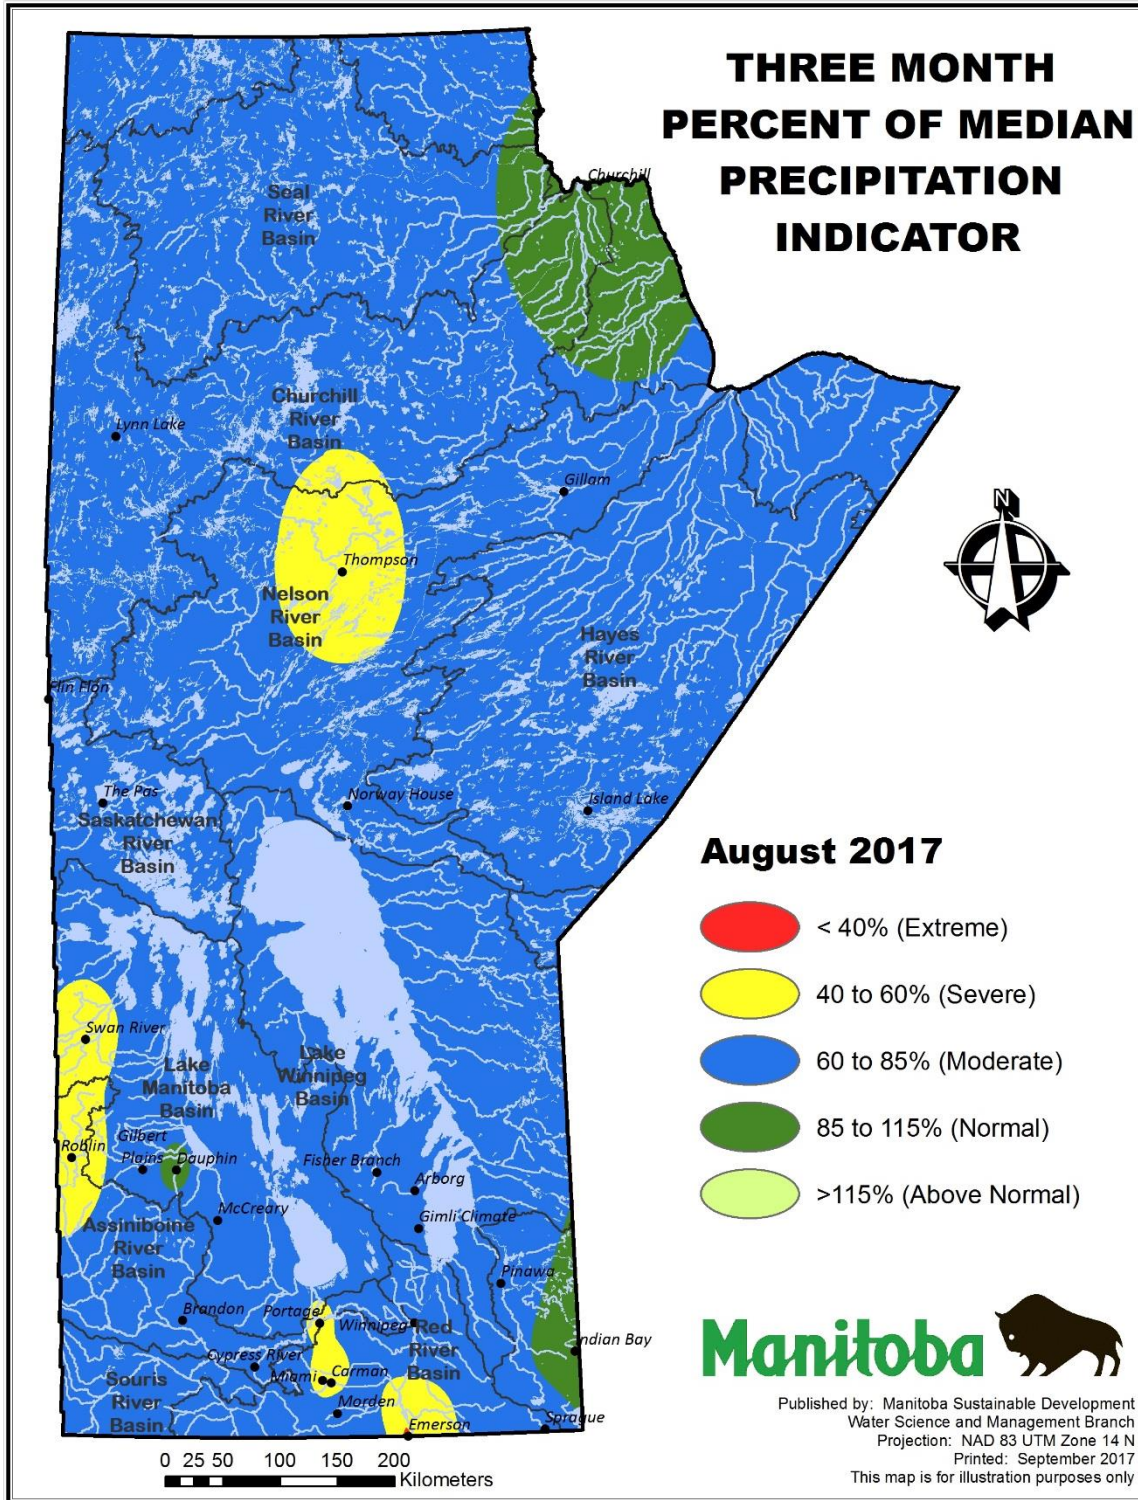 THREE MONTH
PERCENT OF MEDIAN
PRECIPITATION
INDICATOR
Churchill
Seal
River
Basin
Churchill
River
Basin
Lynn Lake
Gillam
Thompson
Nelson
River
Basin
Hayes
River
Basin
Flin Flon
The Pas
Norway House
Island Lake
Saskatchewan
River
Basin
N
August 2017
< 40% (Extreme)
40 to 60% (Severe)
60 to 85% (Moderate)
85 to 115% (Normal)
>115% (Above Normal)
Swan River
Lake
Manitoba
Basin
Lake
Winnipeg
Basin
Roblin
Gilbert
Plains
Dauphin
Fisher Branch
Arborg
McCreary
Gimli Climate
Assiniboine
River
Basin
Pinawa
Brandon
Portage
Winnipeg
Red
River
Basin
Indian Bay
Cypress River
Miami
Carman
Souris
River
Basin
Morden
Emerson
Sprague
0 25 50 100 150 200
Kilometers
Manitoba
Published by: Manitoba Sustainable Development
Water Science and Management Branch
Projection: NAD 83 UTM Zone 14 N
Printed: September 2017
This map is for illustration purposes only